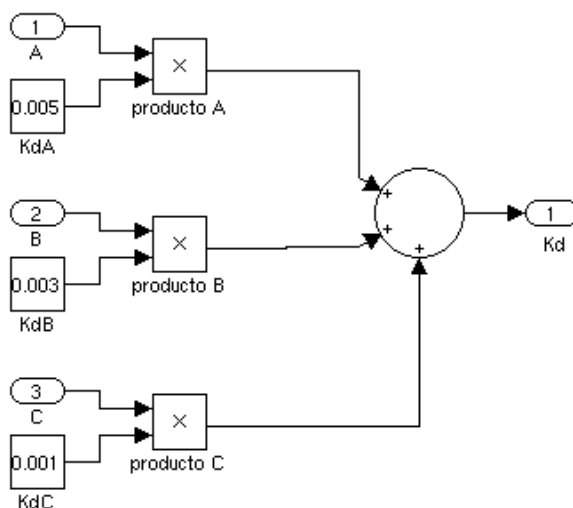 1
A
0.005
KdA
×
producto A
2
B
0.003
KdB
×
producto B
3
C
0.001
KdC
×
producto C
+
+
+
1
Kd